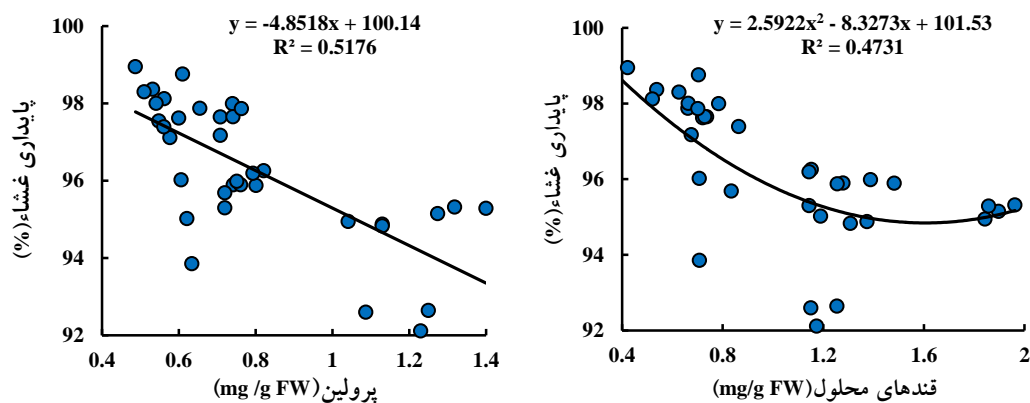 y = -4.8518x + 100.14
R² = 0.5176
100
98
96
94
92
0.4 0.6 0.8 1 1.2 1.4
پایداری غشاء(%)
پرولین(mg /g FW)
y = 2.5922x² - 8.3273x + 101.53
R² = 0.4731
100
98
96
94
92
0.4 0.8 1.2 1.6 2
پایداری غشاء(%)
قندهای محلول(mg/g FW)